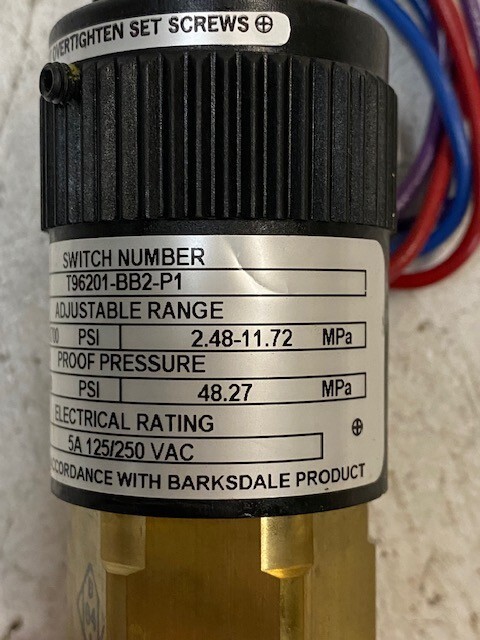 OVERTIGHTEN SET SCREWS
SWITCH NUMBER
T96201-BB2-P1
ADJUSTABLE RANGE
700 PSI 2.48-11.72 MPa
PROOF PRESSURE
PSI 48.27 MPa
ELECTRICAL RATING
5A 125/250 VAC
ACCORDANCE WITH BARKSDALE PRODUCT